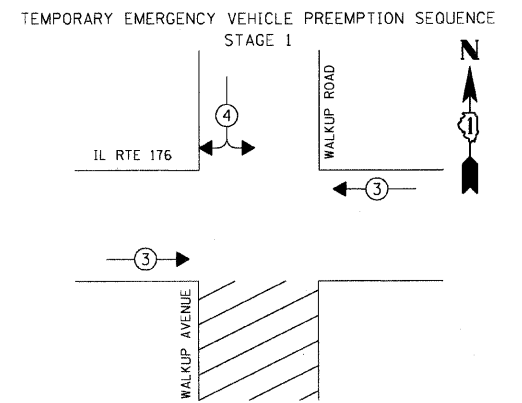 TEMPORARY EMERGENCY VEHICLE PREEMPTION SEQUENCE
STAGE 1
N
WALKUP ROAD
4
1
IL RTE 176
3
3
WALKUP AVENUE